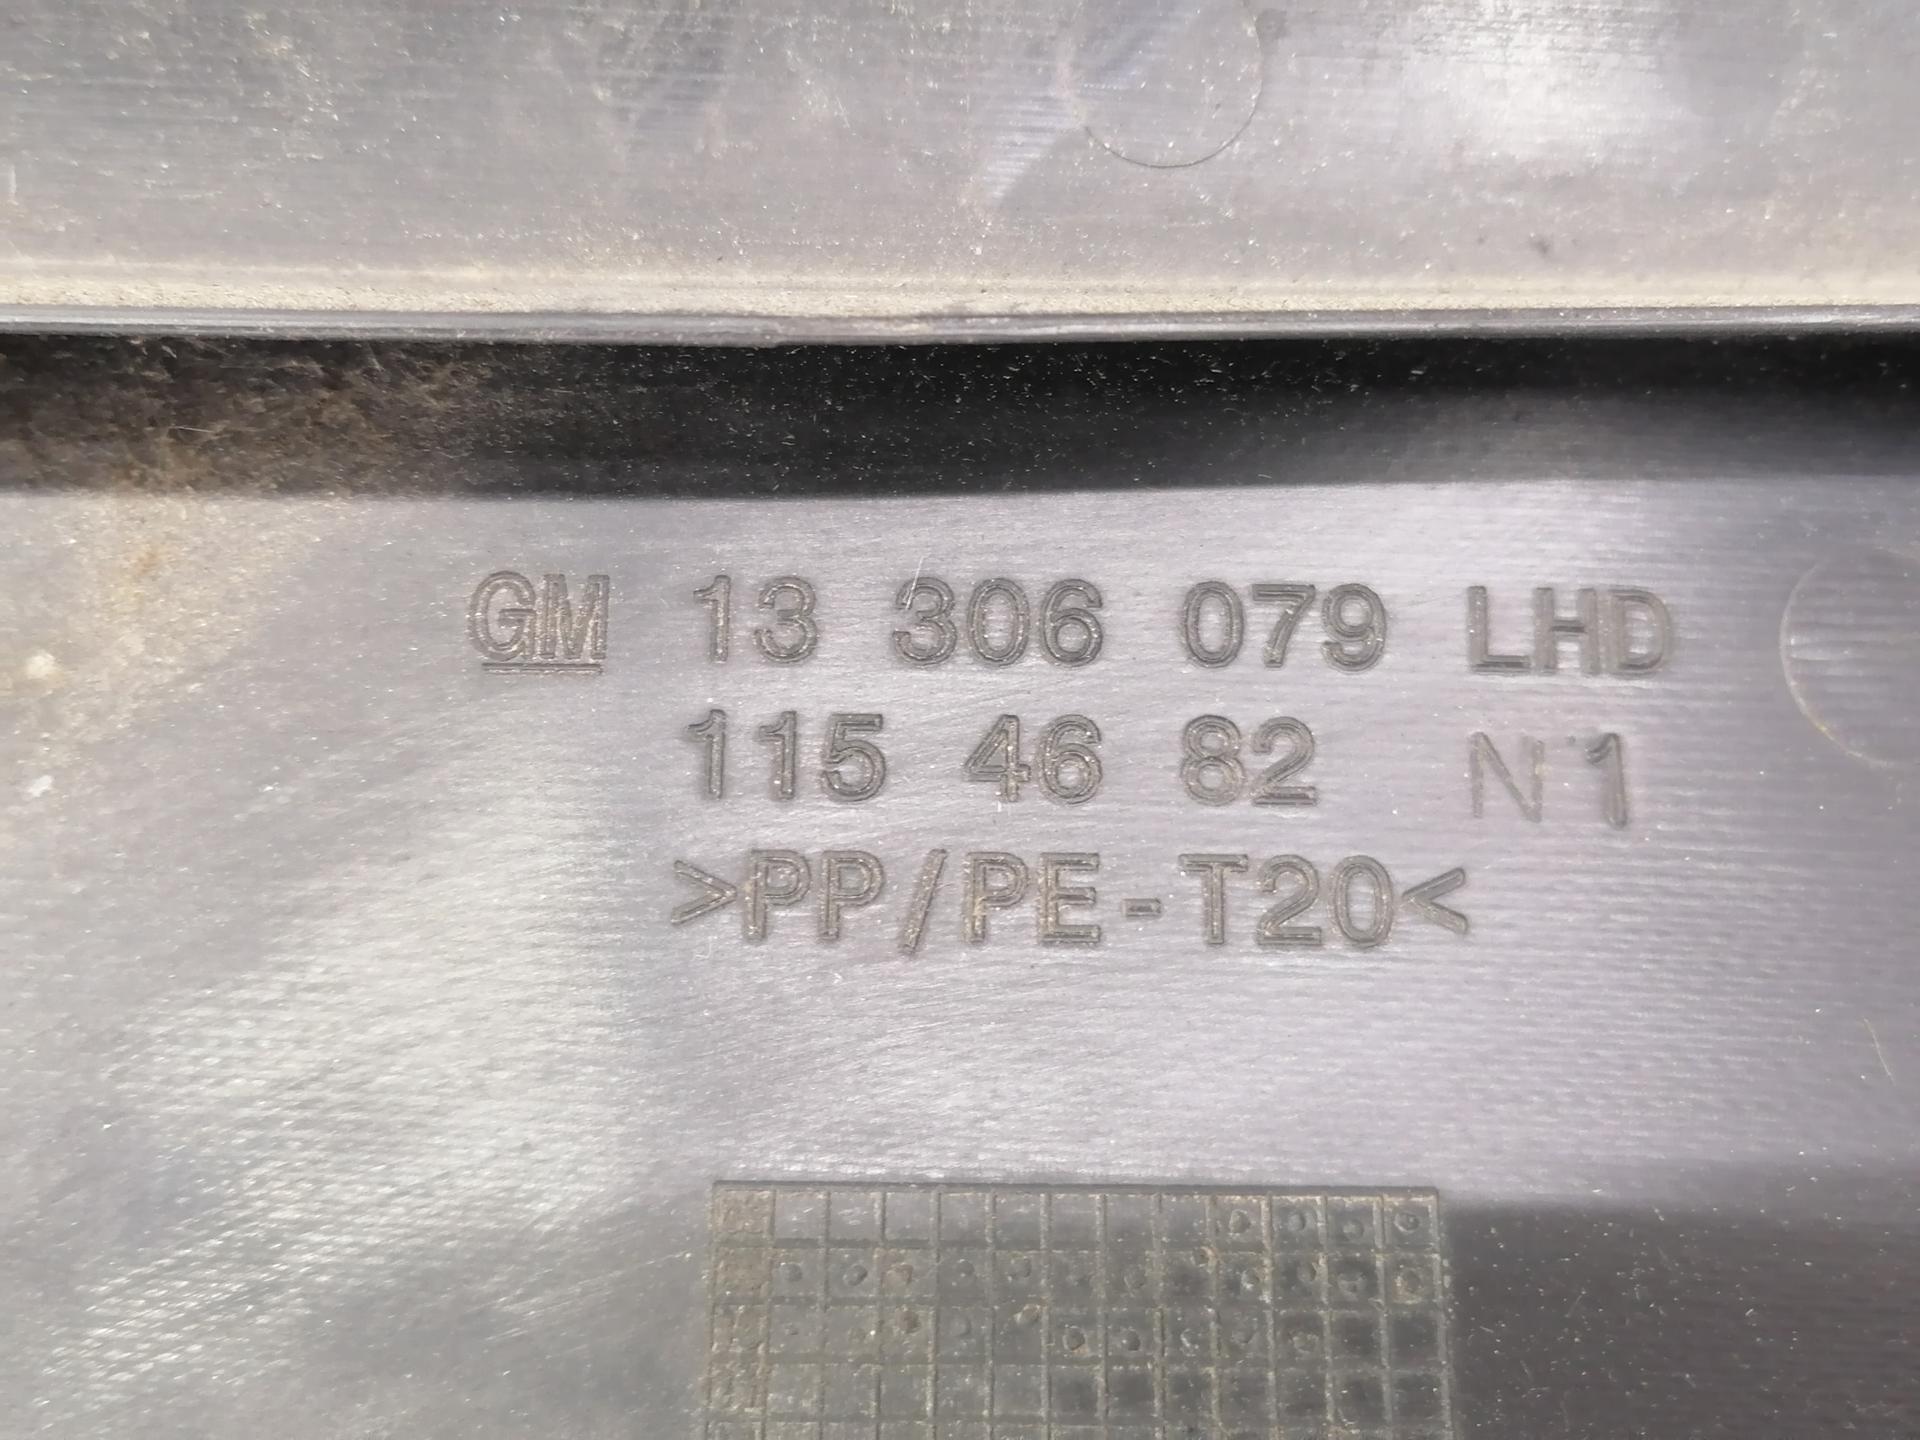 GM 13 306 079 LHD
115 46 82 N1
>PP/PE-T20<